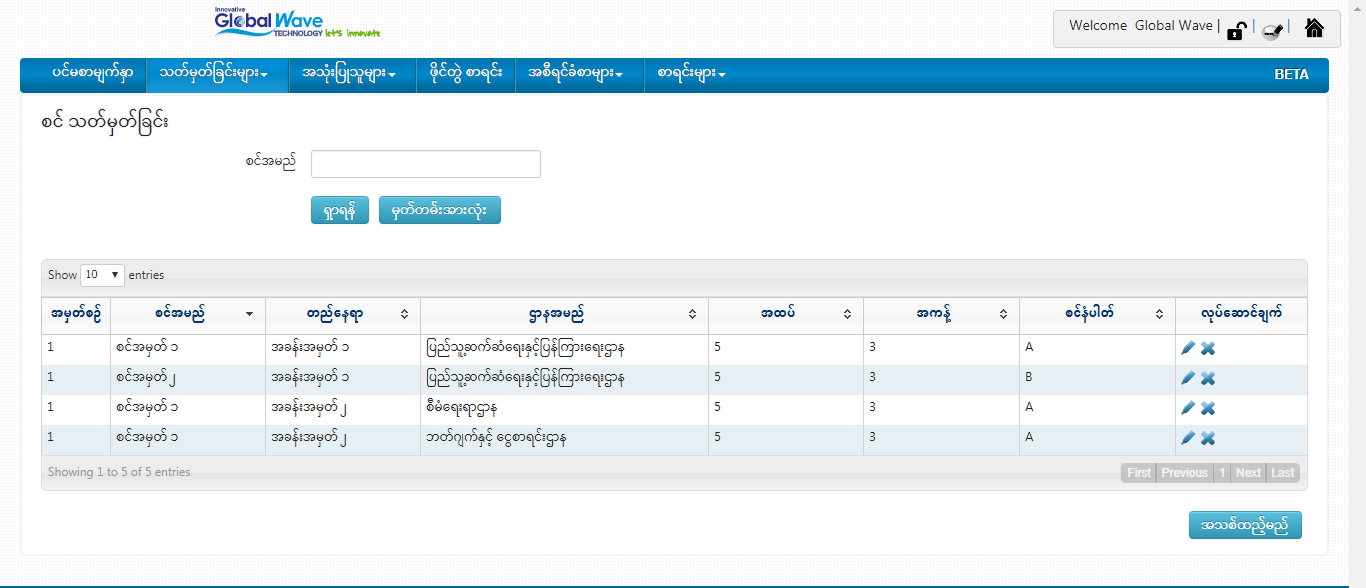 Innovative
Global Wave
TECHNOLOGY let's innovate
Welcome Global Wave | | |
ပင်မစာမျက်နှာ သတ်မှတ်ခြင်းများ အသုံးပြုသူများ ဖိုင်တွဲ စာရင်း အစီရင်ခံစာများ စာရင်းများ BETA
စင် သတ်မှတ်ခြင်း
စင်အမည်
ရှာရန် မှတ်တမ်းအားလုံး
Show 10 entries
အမှတ်စဉ် စင်အမည် တည်နေရာ ဌာနအမည် အထပ် အကန့် စင်နံပါတ် လုပ်ဆောင်ချက်
1 စင်အမှတ် ၁ အခန်းအမှတ် ၁ ပြည်သူ့ဆက်ဆံရေးနှင့်ပြန်ကြားရေးဌာန 5 3 A
1 စင်အမှတ် ၂ အခန်းအမှတ် ၁ ပြည်သူ့ဆက်ဆံရေးနှင့်ပြန်ကြားရေးဌာန 5 3 B
1 စင်အမှတ် ၁ အခန်းအမှတ် ၂ စီမံရေးရာဌာန 5 3 A
1 စင်အမှတ် ၁ အခန်းအမှတ် ၂ ဘတ်ဂျက်နှင့် ငွေစာရင်းဌာန 5 3 A
Showing 1 to 5 of 5 entries First Previous 1 Next Last
အသစ်ထည့်မည်